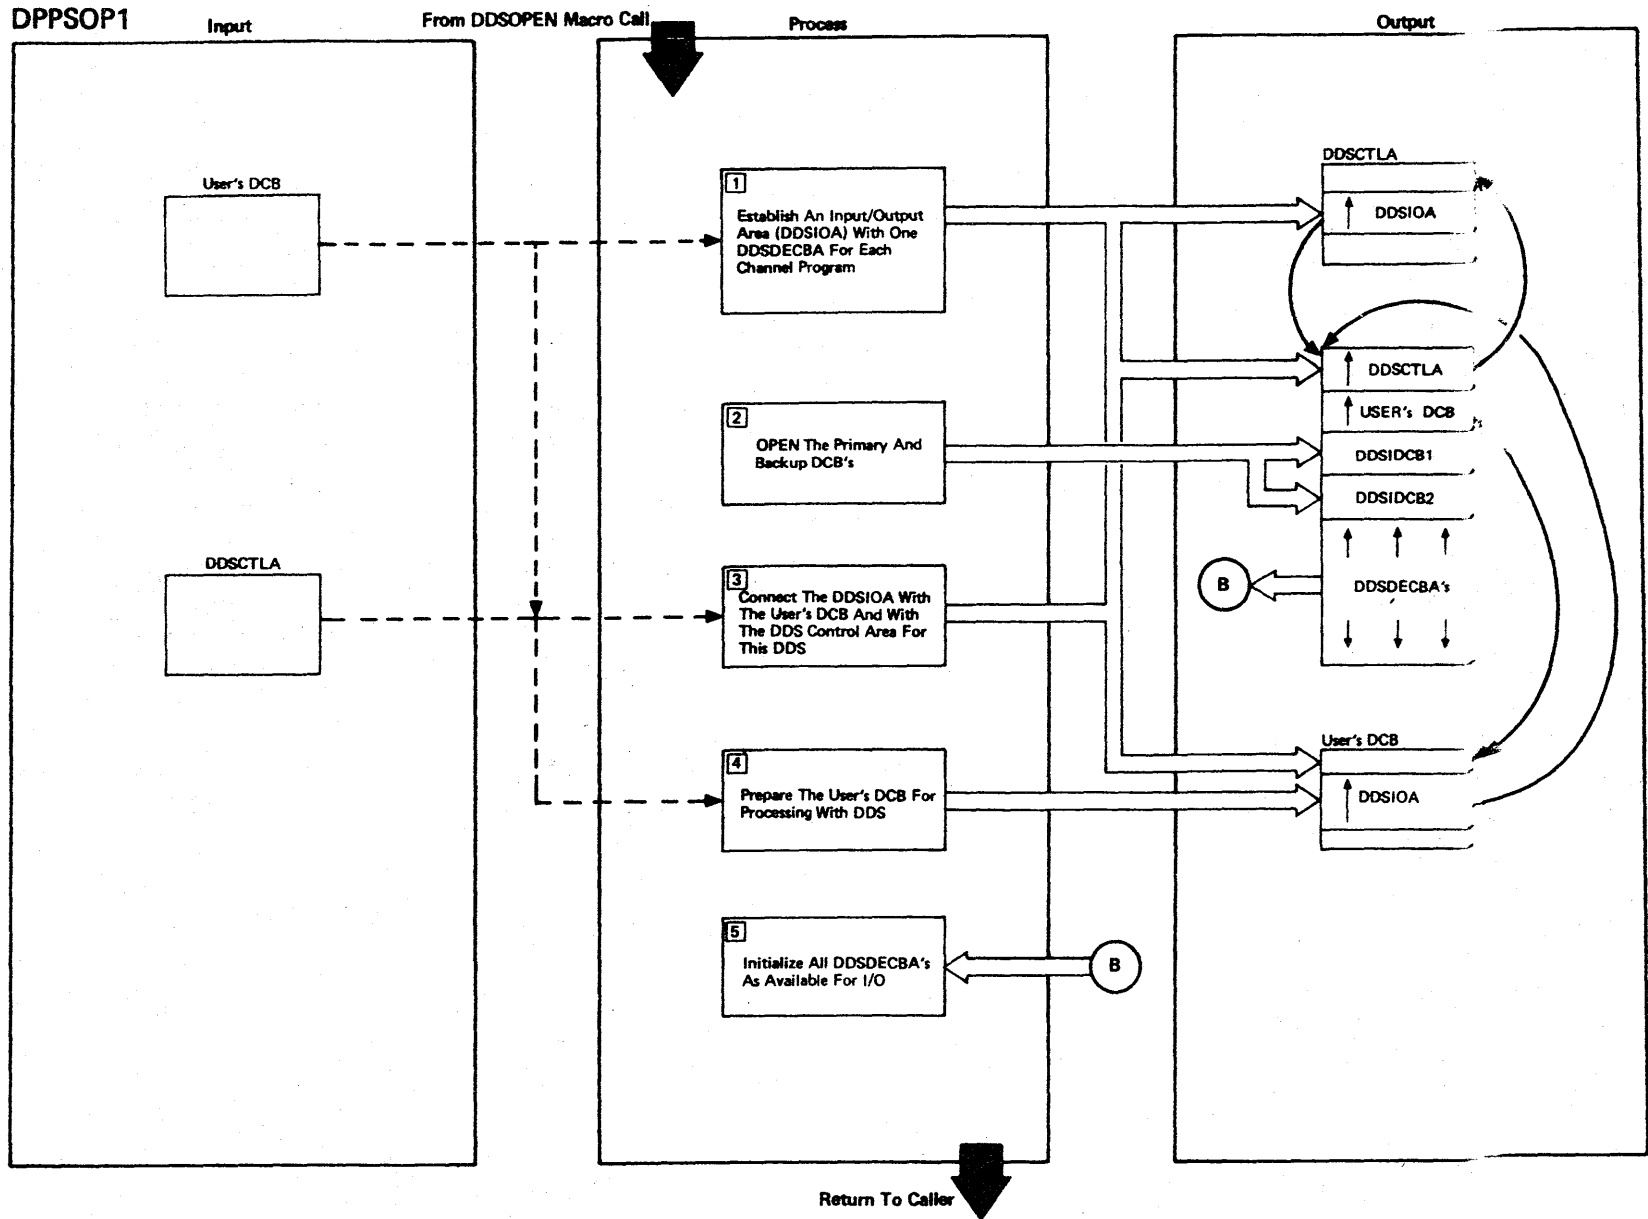 DPPSOP1
Input
From DDSOPEN Macro Call
Process
Output
User's DCB
DDSCTLA
1
Establish An Input/Output
Area (DDSIOA) With One
DDSDECBA For Each
Channel Program
2
OPEN The Primary And
Backup DCB's
3
Connect The DDSIOA With
The User's DCB And With
The DDS Control Area For
This DDS
4
Prepare The User's DCB For
Processing With DDS
5
Initialize All DDSDECBA's
As Available For I/O
B
DDSCTLA
DDSIOA
DDSCTLA
USER's DCB
DDSIDCB1
DDSIDCB2
B
DDSDECBA's
User's DCB
DDSIOA
Return To Caller